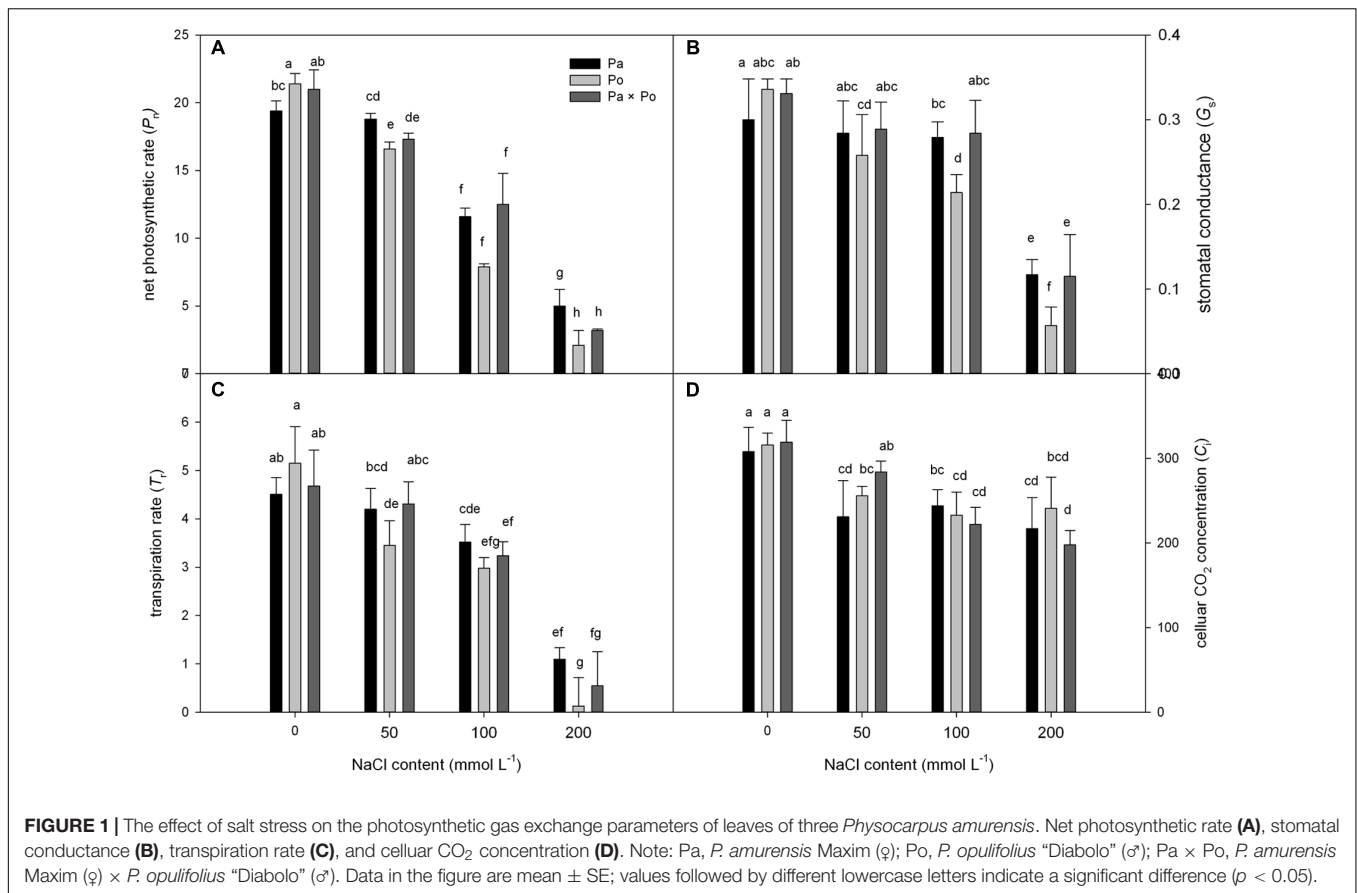 A
B
25
20
15
10
5
0
net photosynthetic rate (Pn)
a
ab
bc
cd
e
de
f
f
f
g
h
h
Pa
Po
Pa × Po
0.4
0.3
0.2
0.1
0.0
stomatal conductance (Gs)
a
abc
ab
abc
cd
abc
bc
d
abc
e
f
e
C
7
6
5
4
3
2
1
0
transpiration rate (Tr)
ab
a
ab
bcd
de
abc
cde
efg
ef
ef
g
fg
0
50
100
200
NaCl content (mmol L⁻¹)
D
400
300
200
100
0
celluar CO₂ concentration (Cᵢ)
a
a
a
cd
bc
ab
bc
cd
cd
cd
bcd
d
0
50
100
200
NaCl content (mmol L⁻¹)
FIGURE 1 | The effect of salt stress on the photosynthetic gas exchange parameters of leaves of three Physocarpus amurensis. Net photosynthetic rate (A), stomatal
conductance (B), transpiration rate (C), and celluar CO₂ concentration (D). Note: Pa, P. amurensis Maxim (♀); Po, P. opulifolius “Diabolo” (♂); Pa × Po, P. amurensis
Maxim (♀) × P. opulifolius “Diabolo” (♂). Data in the figure are mean ± SE; values followed by different lowercase letters indicate a significant difference (p < 0.05).